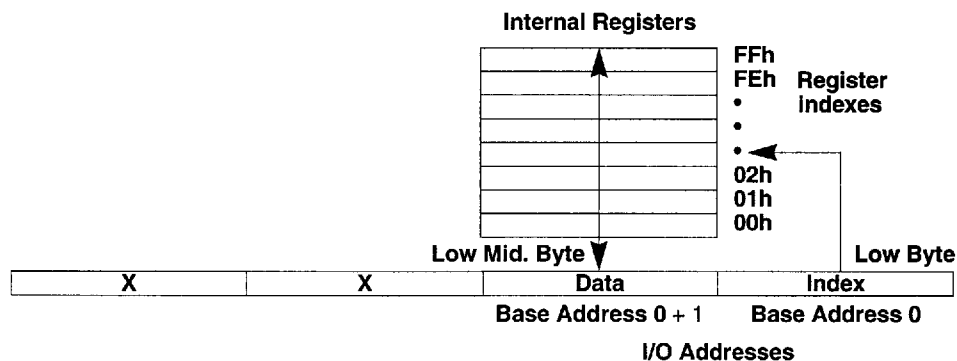 Internal Registers
FFh
FEh
Register
indexes
•
•
•
02h
01h
00h
Low Mid. Byte
Low Byte
X X Data Index
Base Address 0 + 1 Base Address 0
I/O Addresses